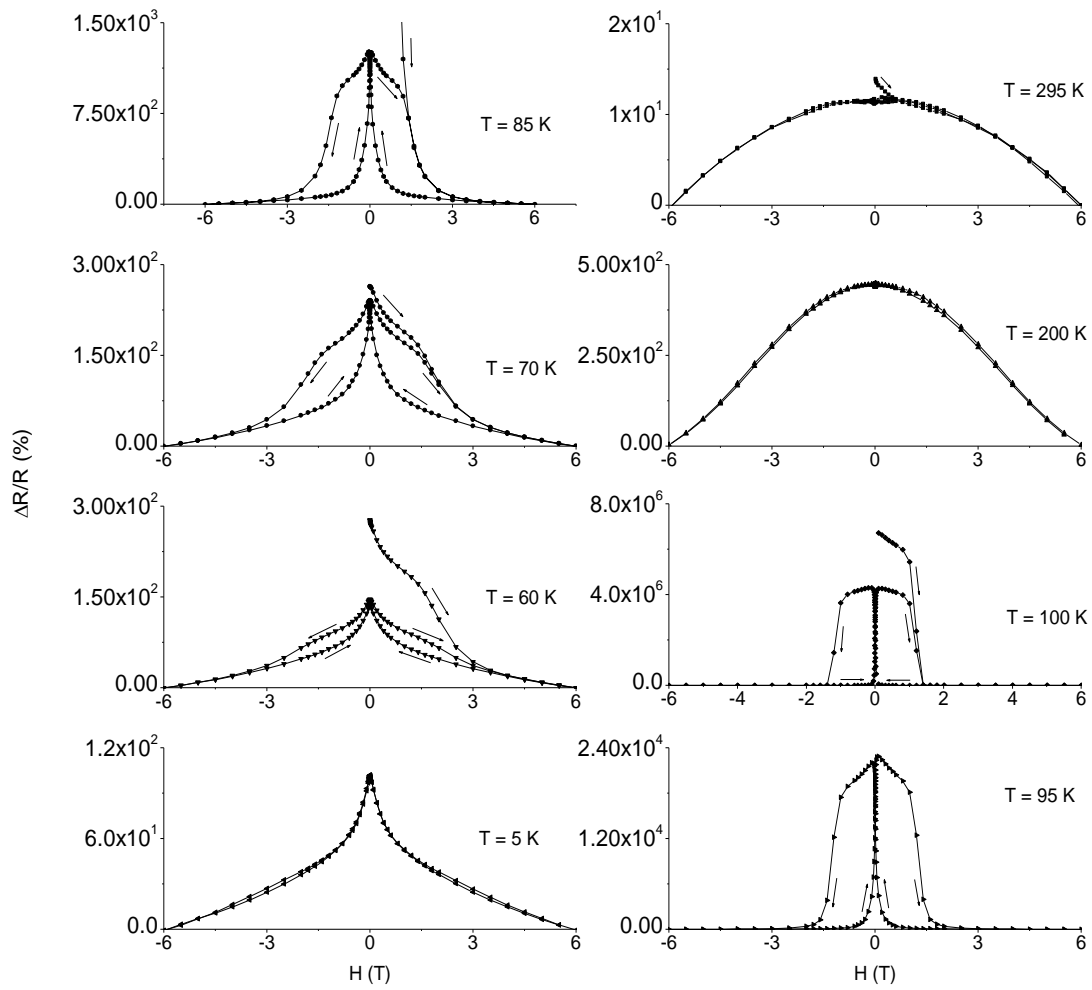 ΔR/R (%)
1.50x10³
7.50x10²
0.00
-6 -3 0 3 6
T = 85 K
2x10¹
1x10¹
0
-6 -3 0 3 6
T = 295 K
3.00x10²
1.50x10²
0.00
-6 -3 0 3 6
T = 70 K
5.00x10²
2.50x10²
0.00
-6 -3 0 3 6
T = 200 K
3.00x10²
1.50x10²
0.00
-6 -3 0 3 6
T = 60 K
8.0x10⁶
4.0x10⁶
0.0
-6 -4 -2 0 2 4 6
T = 100 K
1.2x10²
6.0x10¹
0.0
-6 -3 0 3 6
T = 5 K
H (T)
2.40x10⁴
1.20x10⁴
0.00
-6 -3 0 3 6
T = 95 K
H (T)